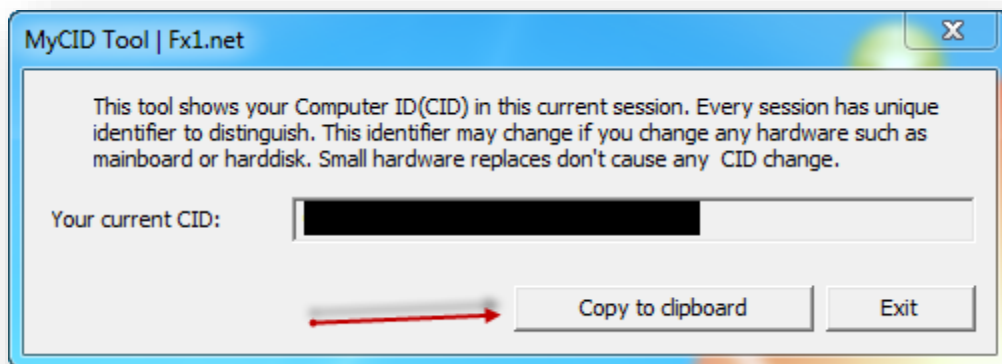 MyCID Tool | Fx1.net
This tool shows your Computer ID(CID) in this current session. Every session has unique
identifier to distinguish. This identifier may change if you change any hardware such as
mainboard or harddisk. Small hardware replaces don't cause any  CID change.
Your current CID:
Copy to clipboard
Exit